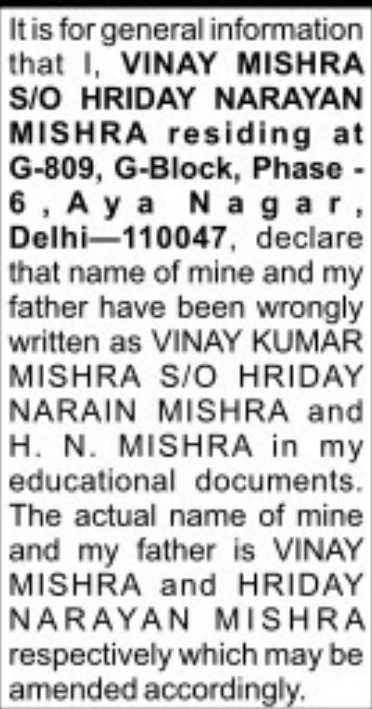 It is for general information
that I, VINAY MISHRA
S/O HRIDAY NARAYAN
MISHRA residing at
G-809, G-Block, Phase -
6 , A y a N a g a r ,
Delhi—110047, declare
that name of mine and my
father have been wrongly
written as VINAY KUMAR
MISHRA S/O HRIDAY
NARAIN MISHRA and
H. N. MISHRA in my
educational documents.
The actual name of mine
and my father is VINAY
MISHRA and HRIDAY
NARAYAN MISHRA
respectively which may be
amended accordingly.